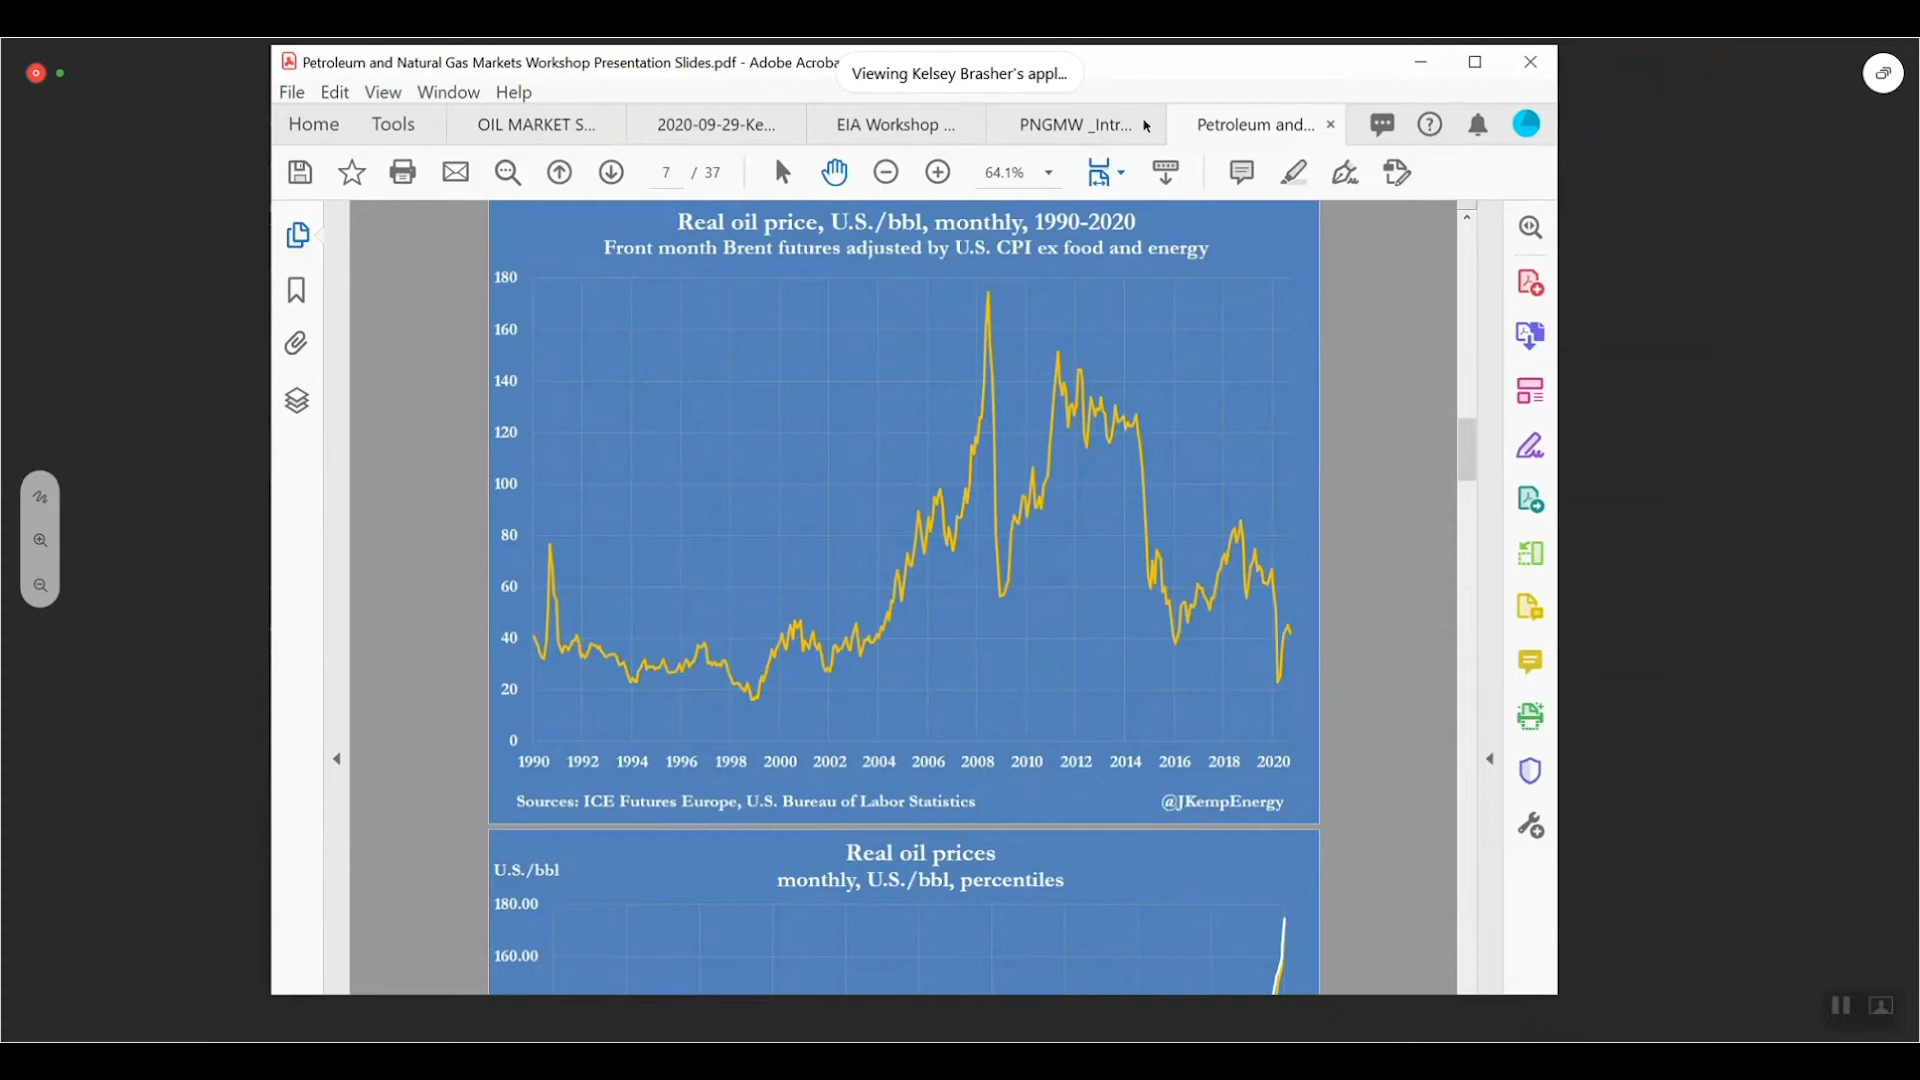 Petroleum and Natural Gas Markets Workshop Presentation Slides.pdf - Adobe Acroba
Viewing Kelsey Brasher's appl...
File Edit View Window Help
Home Tools OIL MARKET S... 2020-09-29-Ke... EIA Workshop ... PNGMW _Intr... Petroleum and... ×
7 / 37 64.1%
Real oil price, U.S./bbl, monthly, 1990-2020
Front month Brent futures adjusted by U.S. CPI ex food and energy
180
160
140
120
100
80
60
40
20
0
1990 1992 1994 1996 1998 2000 2002 2004 2006 2008 2010 2012 2014 2016 2018 2020
Sources: ICE Futures Europe, U.S. Bureau of Labor Statistics @JKempEnergy
Real oil prices
U.S./bbl
monthly, U.S./bbl, percentiles
180.00
160.00